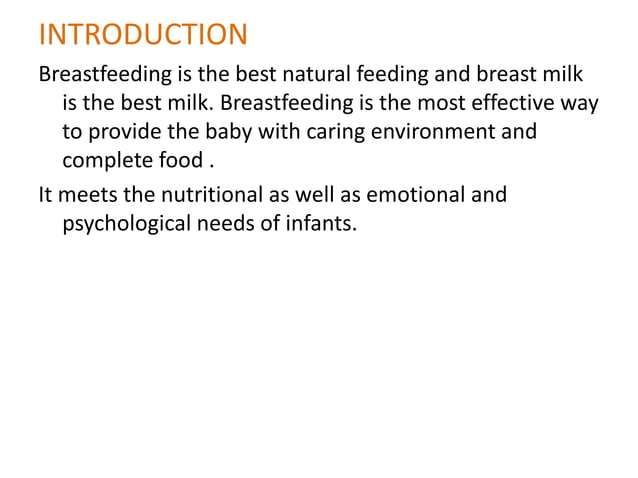 INTRODUCTION
Breastfeeding is the best natural feeding and breast milk
is the best milk. Breastfeeding is the most effective way
to provide the baby with caring environment and
complete food .
It meets the nutritional as well as emotional and
psychological needs of infants.